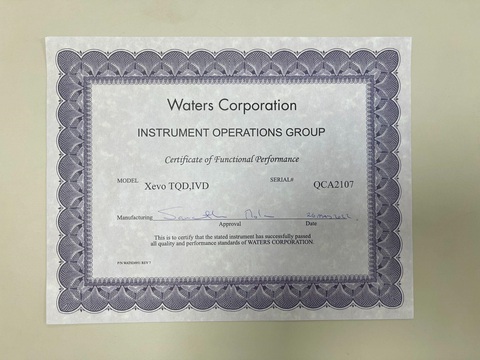 Waters Corporation
INSTRUMENT OPERATIONS GROUP
Certificate of Functional Performance
MODEL Xevo TQD,IVD SERIAL# QCA2107
Manufacturing
Approval Date
This is to certify that the stated instrument has successfully passed
all quality and performance standards of WATERS CORPORATION.